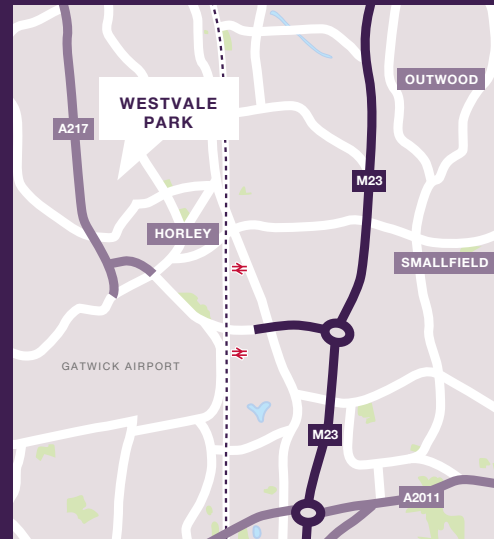 OUTWOOD
WESTVALE
PARK
A217
M23
HORLEY
SMALLFIELD
GATWICK AIRPORT
M23
A2011